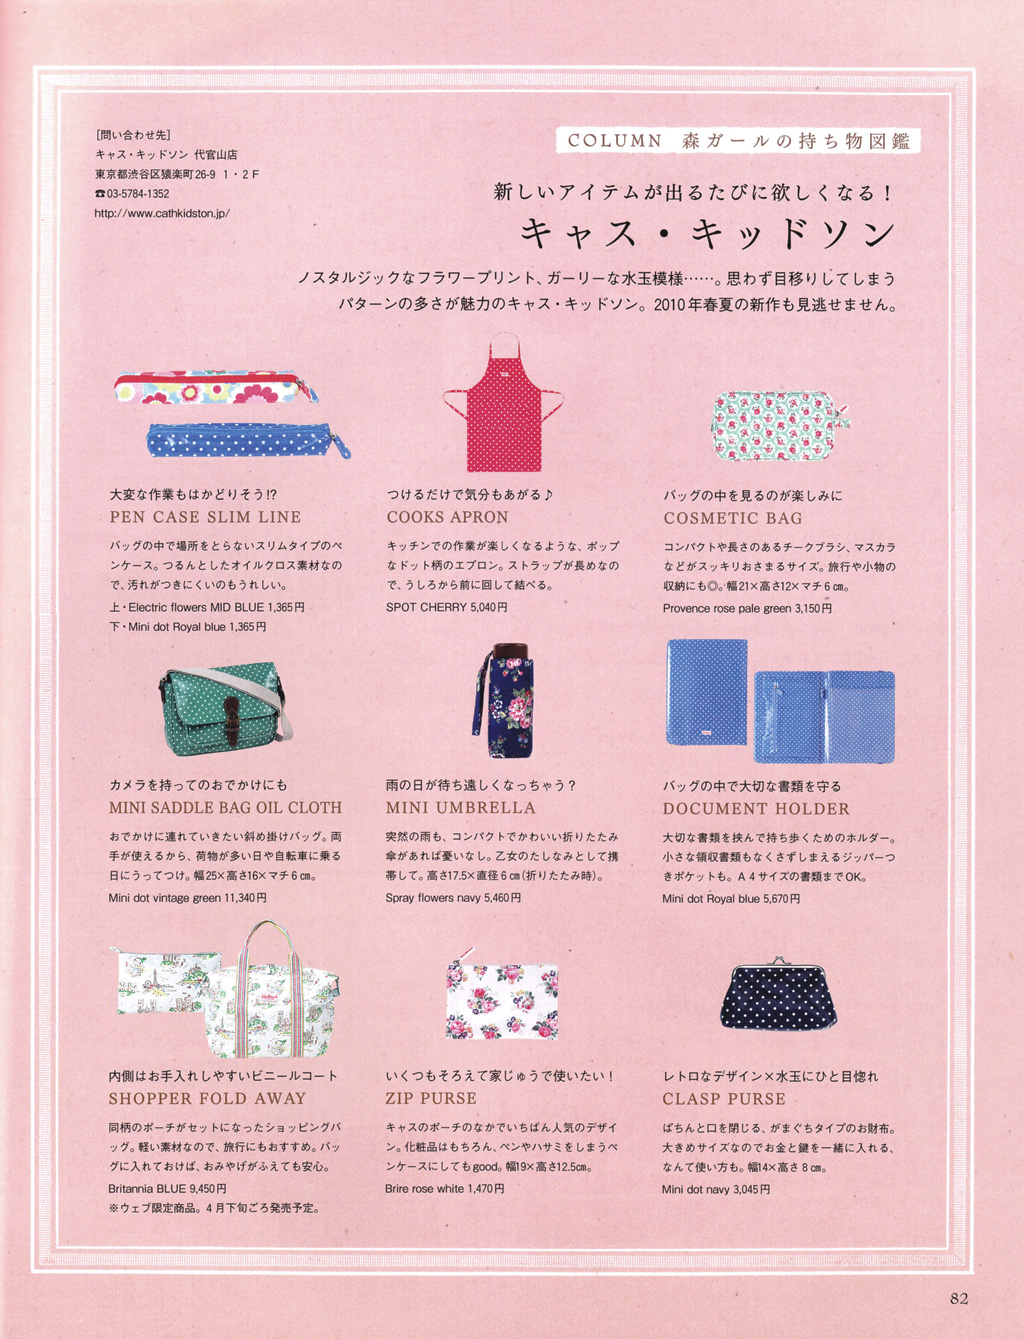 [問い合わせ先]
キャス・キッドソン 代官山店
東京都渋谷区猿楽町26-9 1・2F
☎03-5784-1352
http://www.cathkidston.jp/
COLUMN 森ガールの持ち物図鑑
新しいアイテムが出るたびに欲しくなる！
キャス・キッドソン
ノスタルジックなフラワープリント、ガーリーな水玉模様……。思わず目移りしてしまう
パターンの多さが魅力のキャス・キッドソン。2010年春夏の新作も見逃せません。
大変な作業もはかどりそう!?
PEN CASE SLIM LINE
バッグの中で場所をとらないスリムタイプのペ
ンケース。つるんとしたオイルクロス素材なの
で、汚れがつきにくいのもうれしい。
上・Electric flowers MID BLUE 1,365円
下・Mini dot Royal blue 1,365円
つけるだけで気分もあがる♪
COOKS APRON
キッチンでの作業が楽しくなるような、ポップ
なドット柄のエプロン。ストラップが長めなの
で、うしろから前に回して結べる。
SPOT CHERRY 5,040円
バッグの中を見るのが楽しみに
COSMETIC BAG
コンパクトや長さのあるチークブラシ、マスカラ
などがスッキリおさまるサイズ。旅行や小物の
収納にも◎。幅21×高さ12×マチ6㎝。
Provence rose pale green 3,150円
カメラを持ってのおでかけにも
MINI SADDLE BAG OIL CLOTH
おでかけに連れていきたい斜め掛けバッグ。両
手が使えるから、荷物が多い日や自転車に乗る
日にうってつけ。幅25×高さ16×マチ6㎝。
Mini dot vintage green 11,340円
雨の日が待ち遠しくなっちゃう？
MINI UMBRELLA
突然の雨も、コンパクトでかわいい折りたたみ
傘があれば憂いなし。乙女のたしなみとして携
帯して。高さ17.5×直径6㎝(折りたたみ時)。
Spray flowers navy 5,460円
バッグの中で大切な書類を守る
DOCUMENT HOLDER
大切な書類を挟んで持ち歩くためのホルダー。
小さな領収書類もなくさずしまえるジッパーつ
きポケットも。A4サイズの書類までOK。
Mini dot Royal blue 5,670円
内側はお手入れしやすいビニールコート
SHOPPER FOLD AWAY
同柄のポーチがセットになったショッピングバ
ッグ。軽い素材なので、旅行にもおすすめ。バッ
グに入れておけば、おみやげがふえても安心。
Britannia BLUE 9,450円
※ウェブ限定商品。4月下旬ごろ発売予定。
いくつもそろえて家じゅうで使いたい！
ZIP PURSE
キャスのポーチのなかでいちばん人気のデザイ
ン。化粧品はもちろん、ペンやハサミをしまうペ
ンケースにしてもgood。幅19×高さ12.5㎝。
Brire rose white 1,470円
レトロなデザイン×水玉にひと目惚れ
CLASP PURSE
ぱちんと口を閉じる、がまぐちタイプのお財布。
大きめサイズなのでお金と鍵を一緒に入れる、
なんて使い方も。幅14×高さ8㎝。
Mini dot navy 3,045円
82